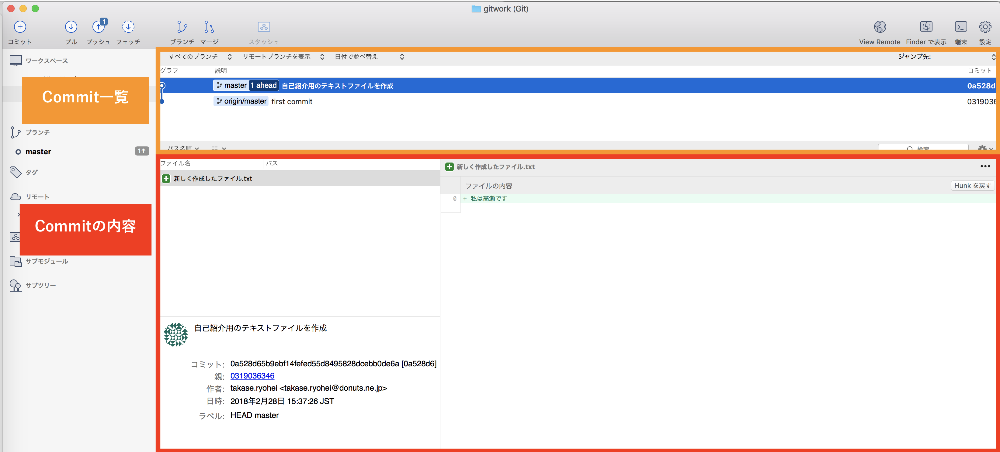 gitwork (Git)
1
コミット プル プッシュ フェッチ ブランチ マージ スタッシュ View Remote Finder で表示 端末 設定
ワークスペース
Commit一覧
ブランチ
master 1↑
タグ
リモート
Commitの内容
サブモジュール
サブツリー
すべてのブランチ リモートブランチを表示 日付で並べ替え ジャンプ先:
グラフ 説明 コミット
master 1 ahead 自己紹介用のテキストファイルを作成 0a528d
origin/master first commit 0319036
パス名順 検索
ファイル名 パス
新しく作成したファイル.txt
自己紹介用のテキストファイルを作成
コミット: 0a528d65b9ebf14fefed55d8495828dcebb0de6a [0a528d6]
親: 0319036346
作者: takase.ryohei <takase.ryohei@donuts.ne.jp>
日時: 2018年2月28日 15:37:26 JST
ラベル: HEAD master
新しく作成したファイル.txt
ファイルの内容 Hunk を戻す
0 + 私は髙瀬です